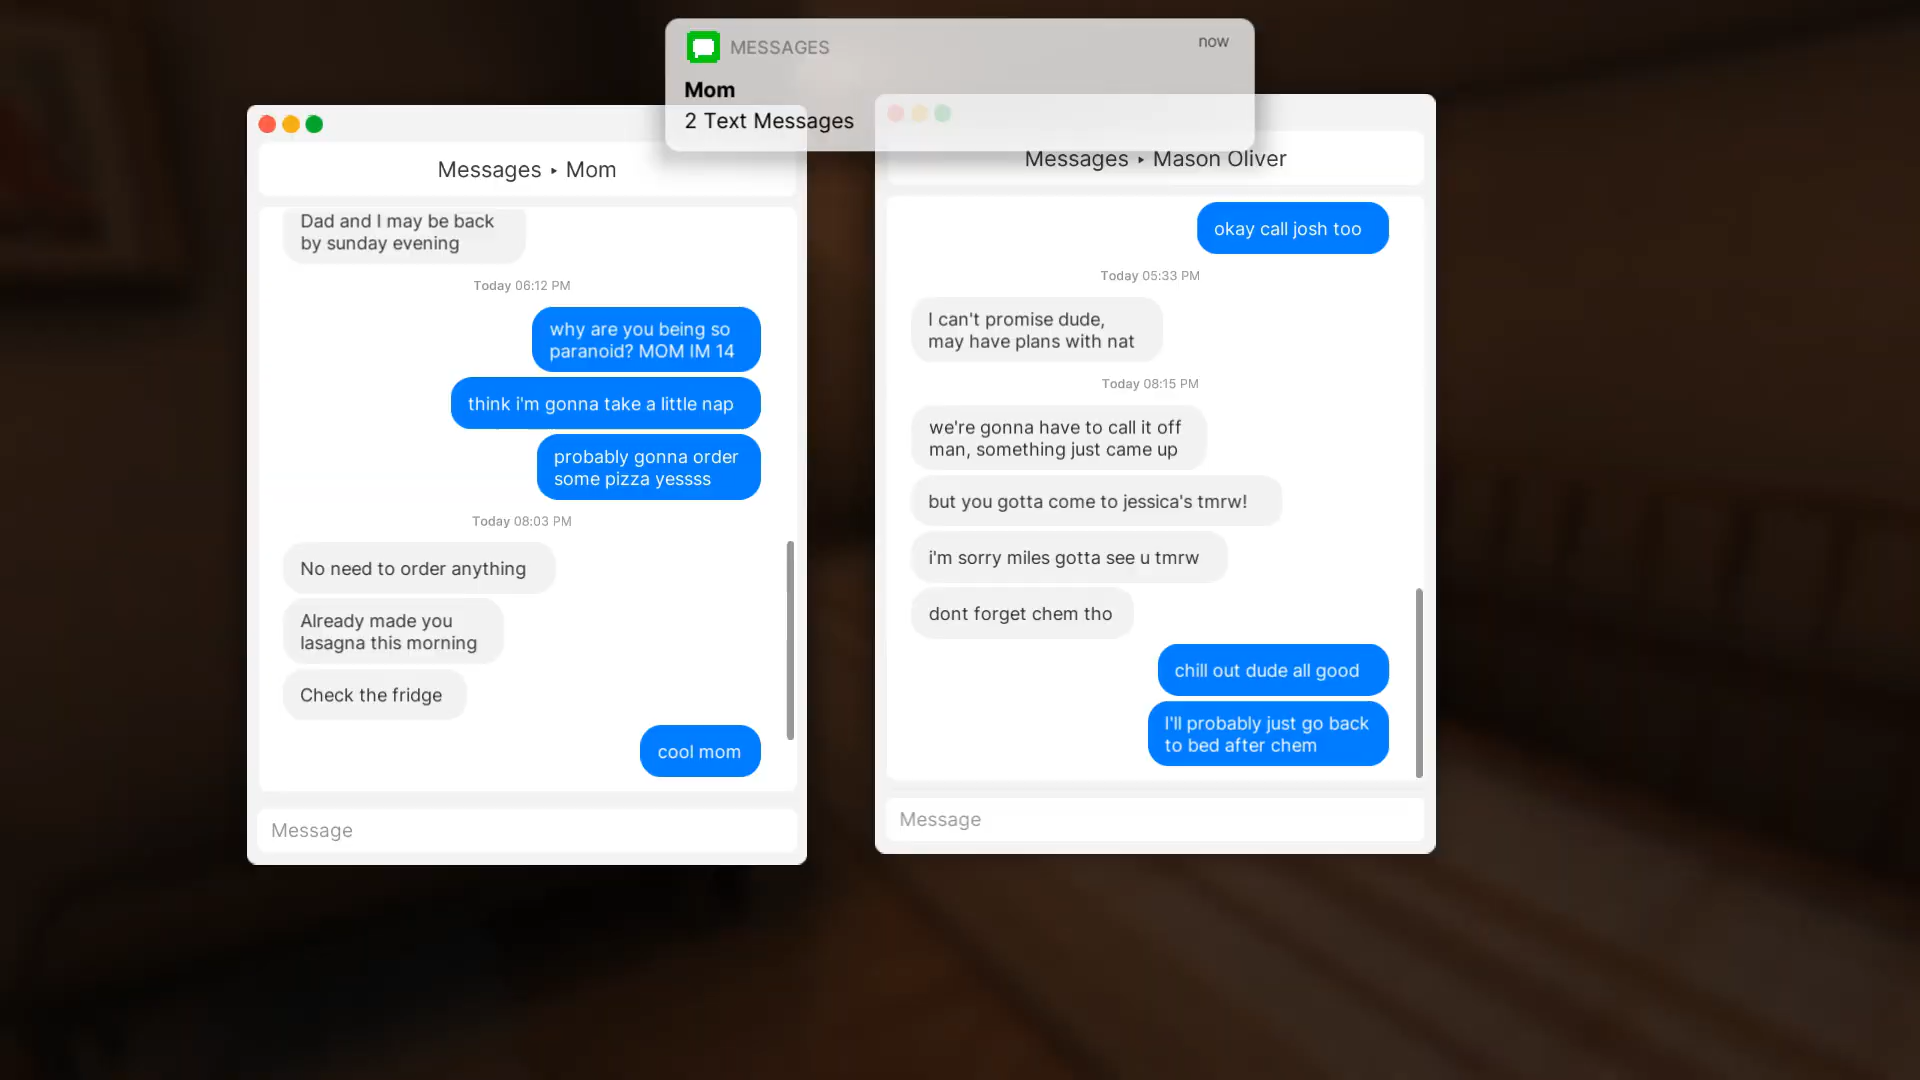 MESSAGES
now
Mom
2 Text Messages
Messages ‣ Mom
Dad and I may be back
by sunday evening
Today 06:12 PM
why are you being so
paranoid? MOM IM 14
think i'm gonna take a little nap
probably gonna order
some pizza yessss
Today 08:03 PM
No need to order anything
Already made you
lasagna this morning
Check the fridge
cool mom
Message
Messages ‣ Mason Oliver
okay call josh too
Today 05:33 PM
I can't promise dude,
may have plans with nat
Today 08:15 PM
we're gonna have to call it off
man, something just came up
but you gotta come to jessica's tmrw!
i'm sorry miles gotta see u tmrw
dont forget chem tho
chill out dude all good
I'll probably just go back
to bed after chem
Message